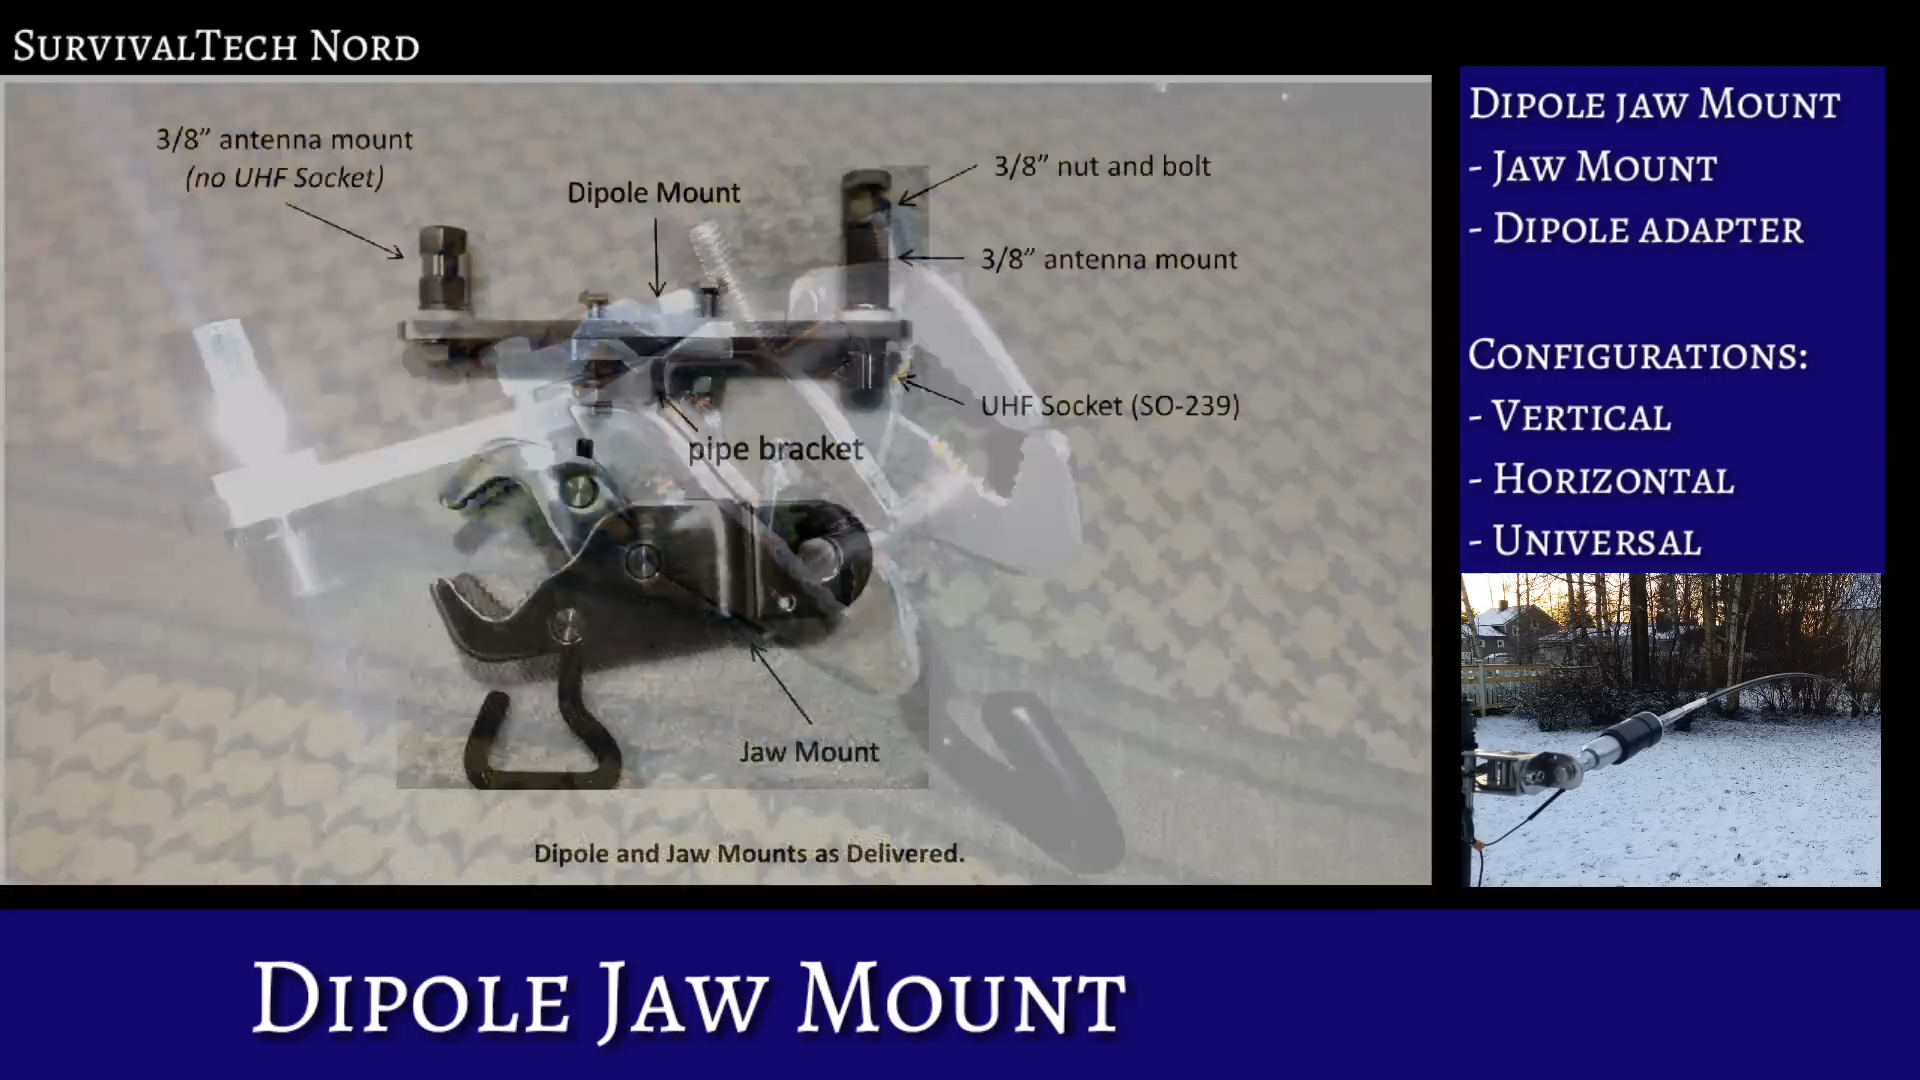 SurvivalTech Nord
3/8” antenna mount
(no UHF Socket)
Dipole Mount
3/8” nut and bolt
3/8” antenna mount
UHF Socket (SO-239)
pipe bracket
Jaw Mount
Dipole and Jaw Mounts as Delivered.
Dipole jaw Mount
- Jaw Mount
- Dipole adapter
Configurations:
- Vertical
- Horizontal
- Universal
Dipole Jaw Mount